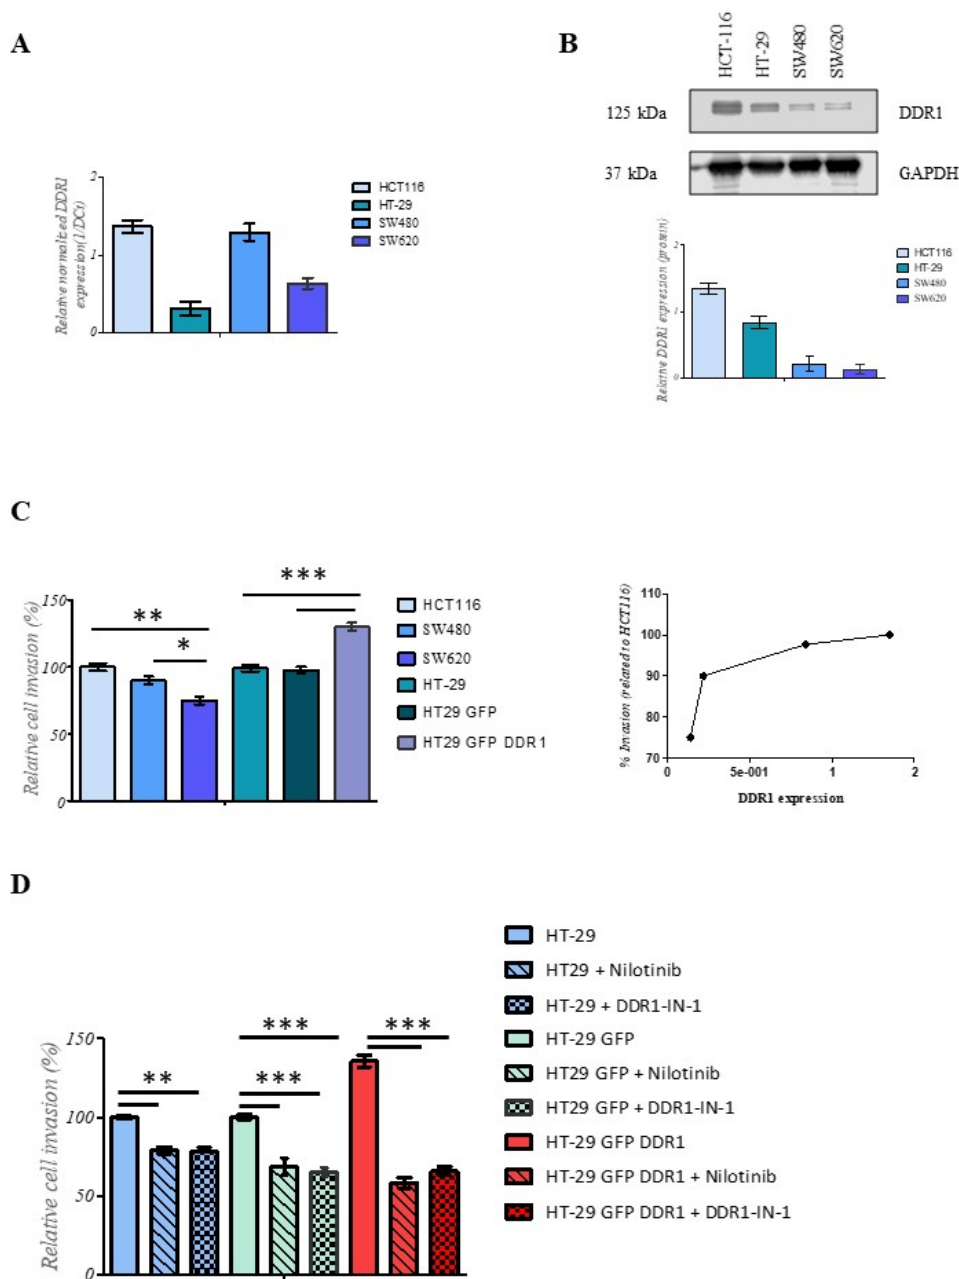 A
2
1
0
Relative normalized DDR1
expression(1/DCt)
HCT116
HT-29
SW480
SW620
B
HCT-116
HT-29
SW480
SW620
125 kDa
DDR1
37 kDa
GAPDH
2
1
0
Relative DDR1 expression (protein)
HCT116
HT-29
SW480
SW620
C
150
100
50
0
Relative cell invasion (%)
**
*
***
HCT116
SW480
SW620
HT-29
HT29 GFP
HT29 GFP DDR1
110
100
90
80
70
% Invasion (related to HCT116)
0
5e-001
1
2
DDR1 expression
D
150
100
50
0
Relative cell invasion (%)
**
***
***
***
HT-29
HT29 + Nilotinib
HT-29 + DDR1-IN-1
HT-29 GFP
HT29 GFP + Nilotinib
HT29 GFP + DDR1-IN-1
HT-29 GFP DDR1
HT-29 GFP DDR1 + Nilotinib
HT-29 GFP DDR1 + DDR1-IN-1